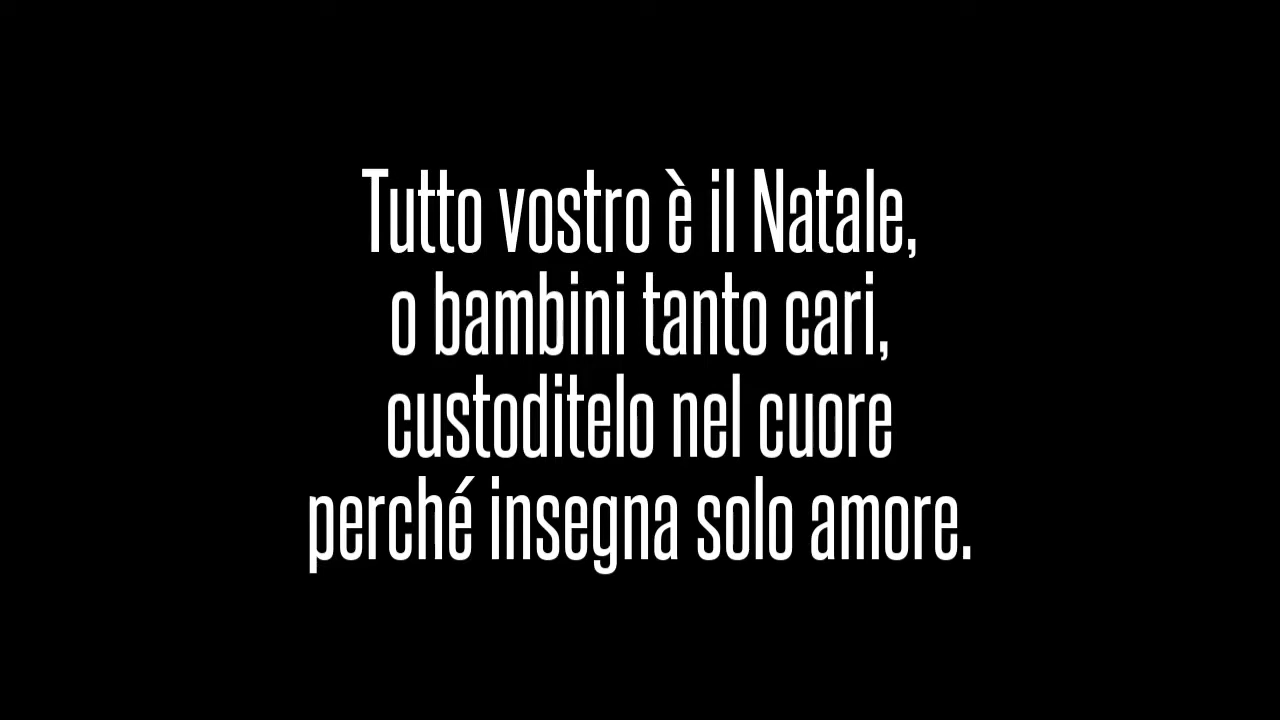 Tutto vostro è il Natale,
o bambini tanto cari,
custoditelo nel cuore
perché insegna solo amore.